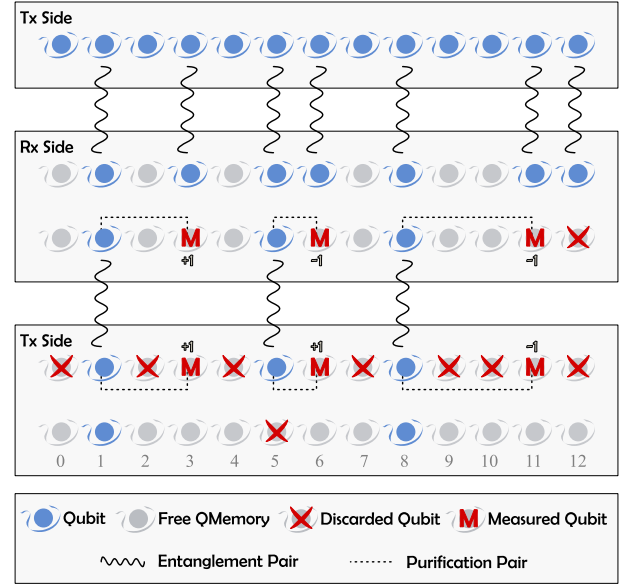 Tx Side
Rx Side
M M M
+1 -1 -1
Tx Side
+1 +1 -1
M M M
0 1 2 3 4 5 6 7 8 9 10 11 12
Qubit Free QMemory Discarded Qubit M Measured Qubit
Entanglement Pair Purification Pair